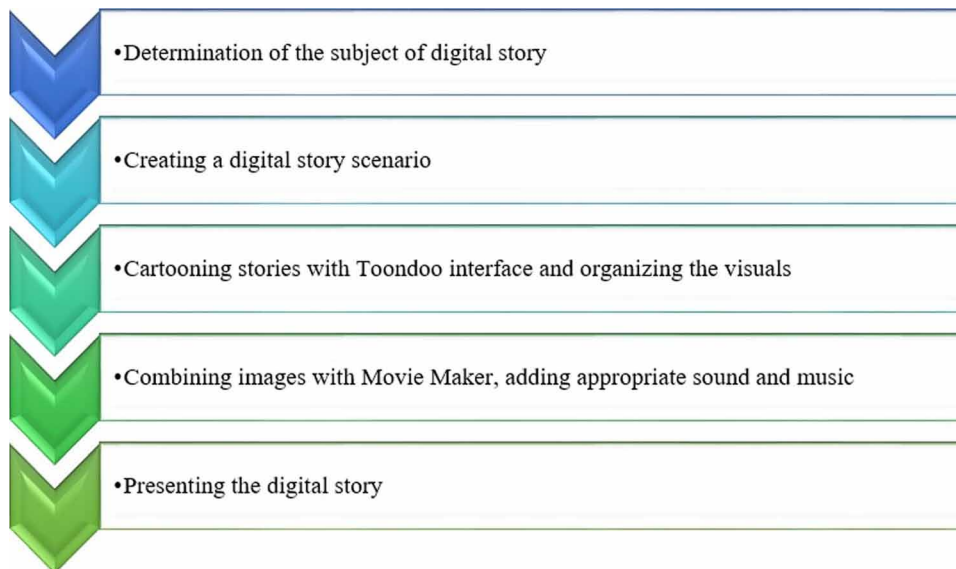 •Determination of the subject of digital story
•Creating a digital story scenario
•Cartooning stories with Toondoo interface and organizing the visuals
•Combining images with Movie Maker, adding appropriate sound and music
•Presenting the digital story